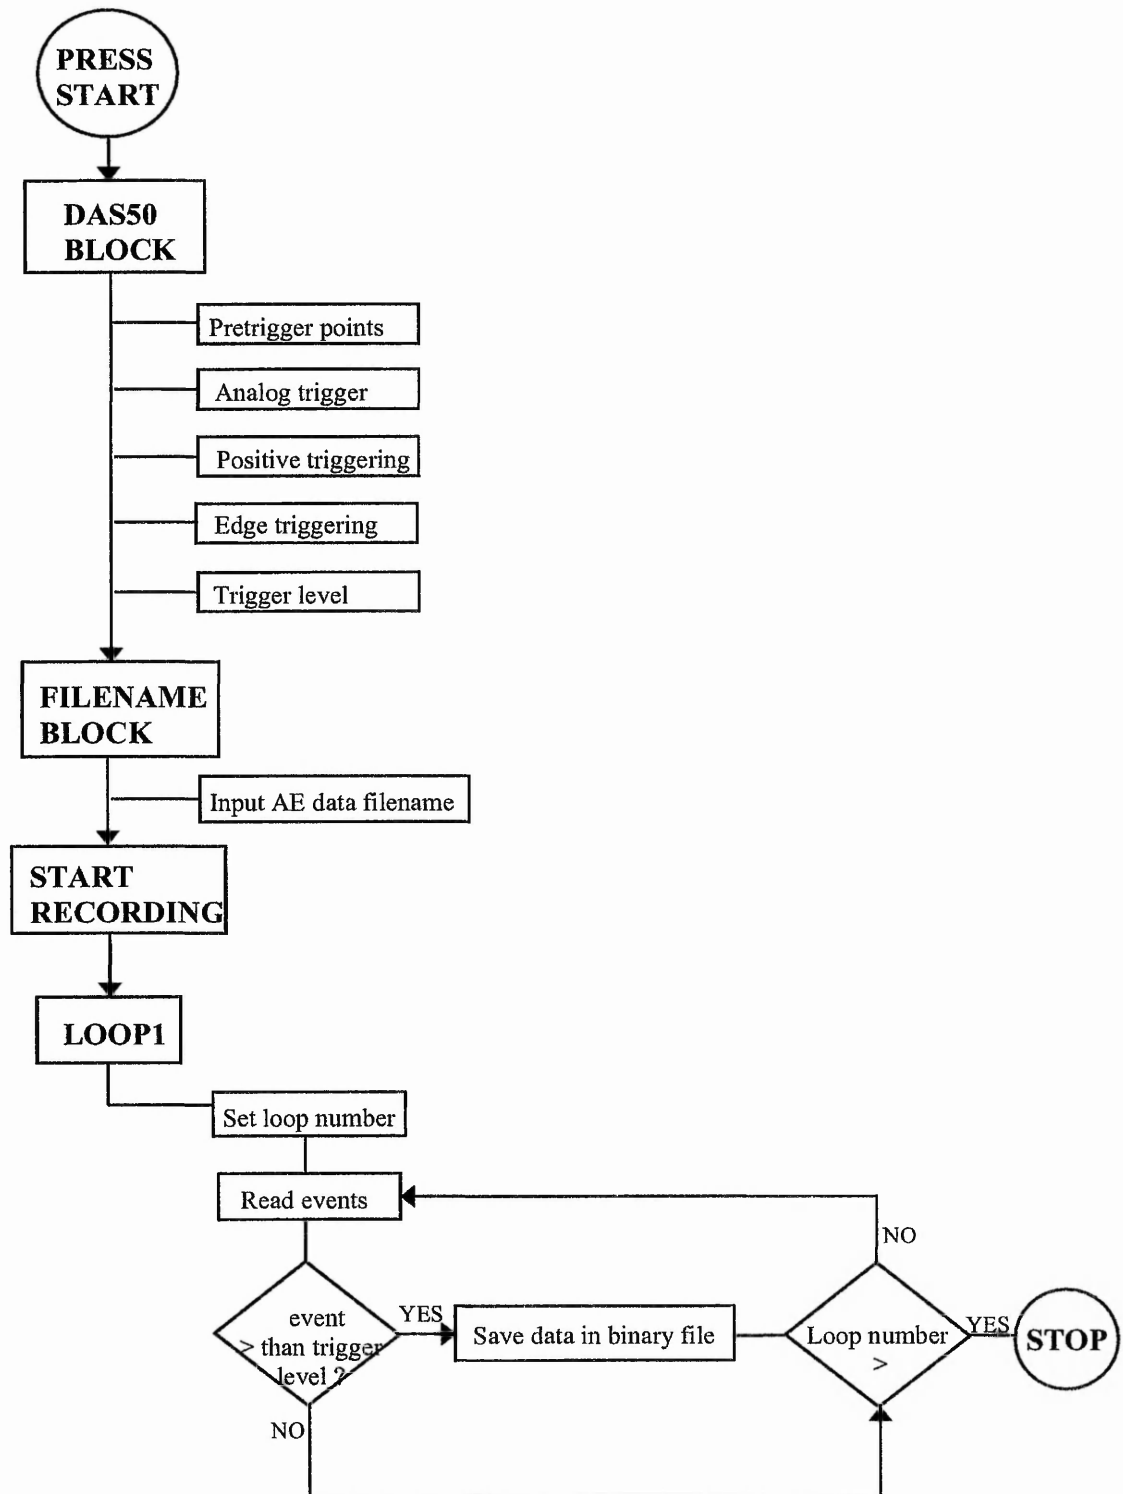 PRESS
START
DAS50
BLOCK
Pretrigger points
Analog trigger
Positive triggering
Edge triggering
Trigger level
FILENAME
BLOCK
Input AE data filename
START
RECORDING
LOOP1
Set loop number
Read events
NO
event
> than trigger
level ?
YES
Save data in binary file
Loop number
>
YES
STOP
NO